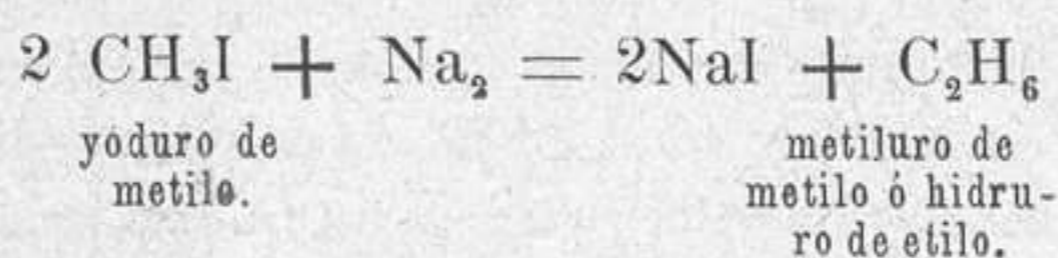 2 CH₃I + Na₂ = 2NaI + C₂H₆
yoduro de
metilo.
metiluro de
metilo ó hidru-
ro de etilo.